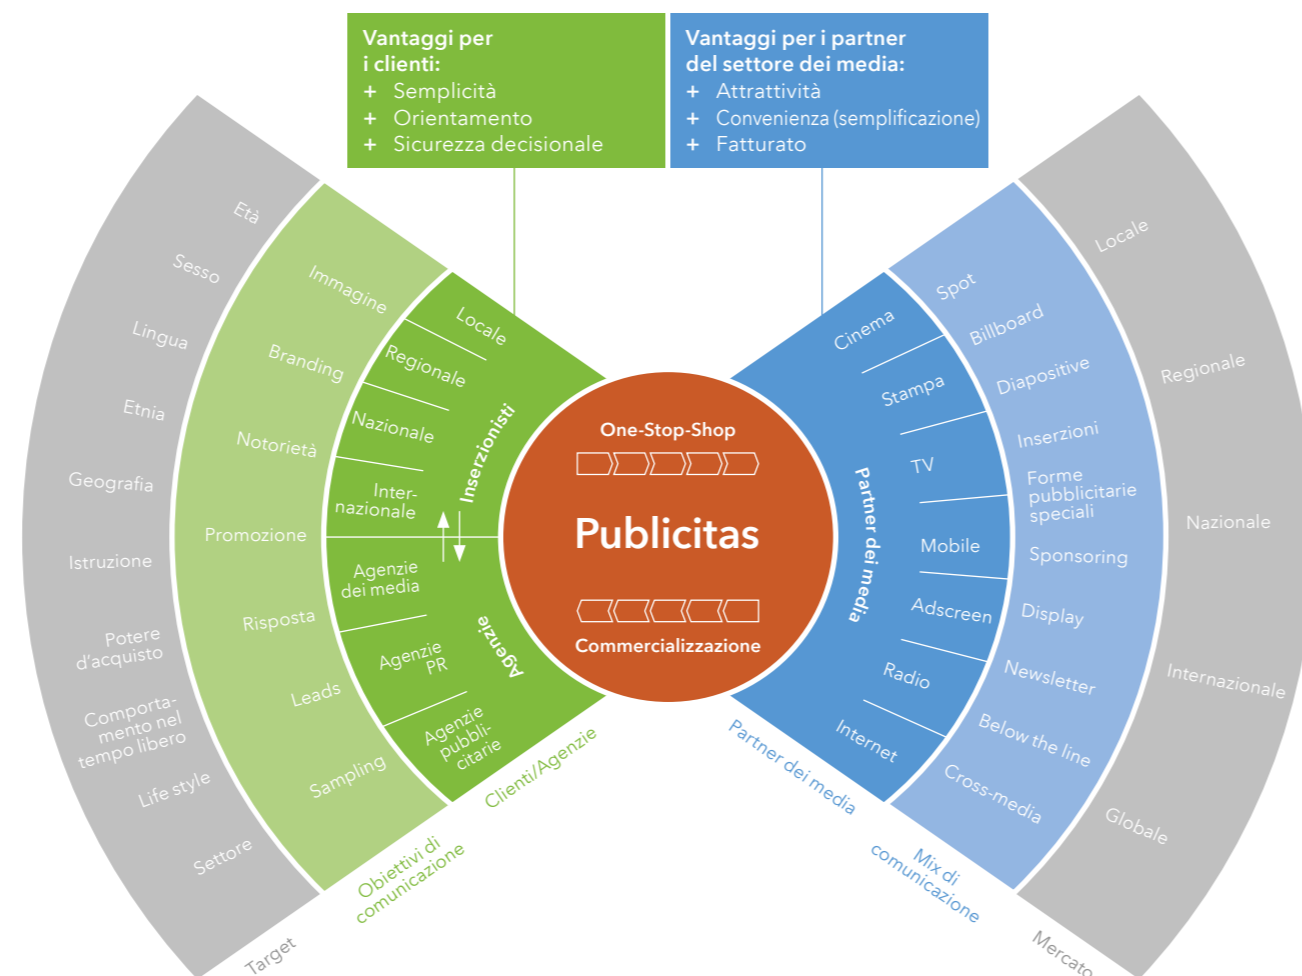 Vantaggi per
i clienti:
+ Semplicità
+ Orientamento
+ Sicurezza decisionale
Vantaggi per i partner
del settore dei media:
+ Attrattività
+ Convenienza (semplificazione)
+ Fatturato
Età
Sesso
Lingua
Etnia
Geografia
Istruzione
Potere
d'acquisto
Comporta-
mento nel
tempo libero
Life style
Settore
Target
Immagine
Branding
Notorietà
Promozione
Risposta
Leads
Sampling
Obiettivi di
comunicazione
Locale
Regionale
Nazionale
Inter-
nazionale
Inserzionisti
Agenzie
dei media
Agenzie
PR
Agenzie
pubbli-
citarie
Agenzie
Clienti/Agenzie
One-Stop-Shop
Publicitas
Commercializzazione
Partner dei media
Cinema
Stampa
TV
Mobile
Adscreen
Radio
Internet
Partner dei media
Spot
Billboard
Diapositive
Inserzioni
Forme
pubblicitarie
speciali
Sponsoring
Display
Newsletter
Below the line
Cross-media
Mix di
comunicazione
Locale
Regionale
Nazionale
Internazionale
Globale
Mercato